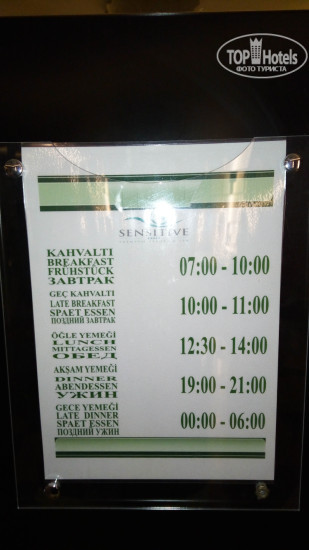 TOP Hotels
ФОТО ТУРИСТА
SENSITIVE
KAHVALTI
BREAKFAST
FRÜHSTÜCK
ЗАВТРАК
07:00 - 10:00
GEÇ KAHVALTI
LATE BREAKFAST
SPAET ESSEN
ПОЗДНИЙ ЗАВТРАК
10:00 - 11:00
ÖĞLE YEMEĞİ
LUNCH
MITTAGESSEN
ОБЕД
12:30 - 14:00
AKŞAM YEMEĞİ
DINNER
ABENDESSEN
УЖИН
19:00 - 21:00
GECE YEMEĞİ
LATE DINNER
SPAET ESSEN
ПОЗДНИЙ УЖИН
00:00 - 06:00